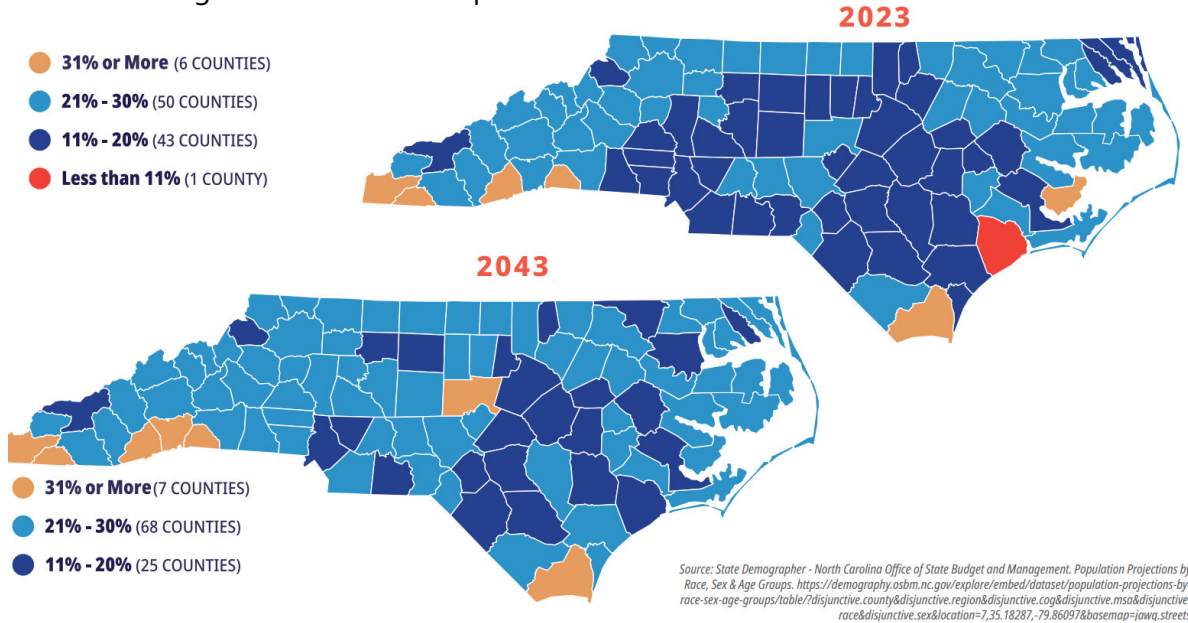 2023
31% or More (6 COUNTIES)
21% - 30% (50 COUNTIES)
11% - 20% (43 COUNTIES)
Less than 11% (1 COUNTY)
2043
31% or More (7 COUNTIES)
21% - 30% (68 COUNTIES)
11% - 20% (25 COUNTIES)
Source: State Demographer - North Carolina Office of State Budget and Management. Population Projections by
Race, Sex & Age Groups. https://demography.osbm.nc.gov/explore/embed/dataset/population-projections-by-
race-sex-age-groups/table/?disjunctive.county&disjunctive.region&disjunctive.cog&disjunctive.msa&disjunctive.
race&disjunctive.sex&location=7,35.18287,-79.86097&basemap=jawg.streets